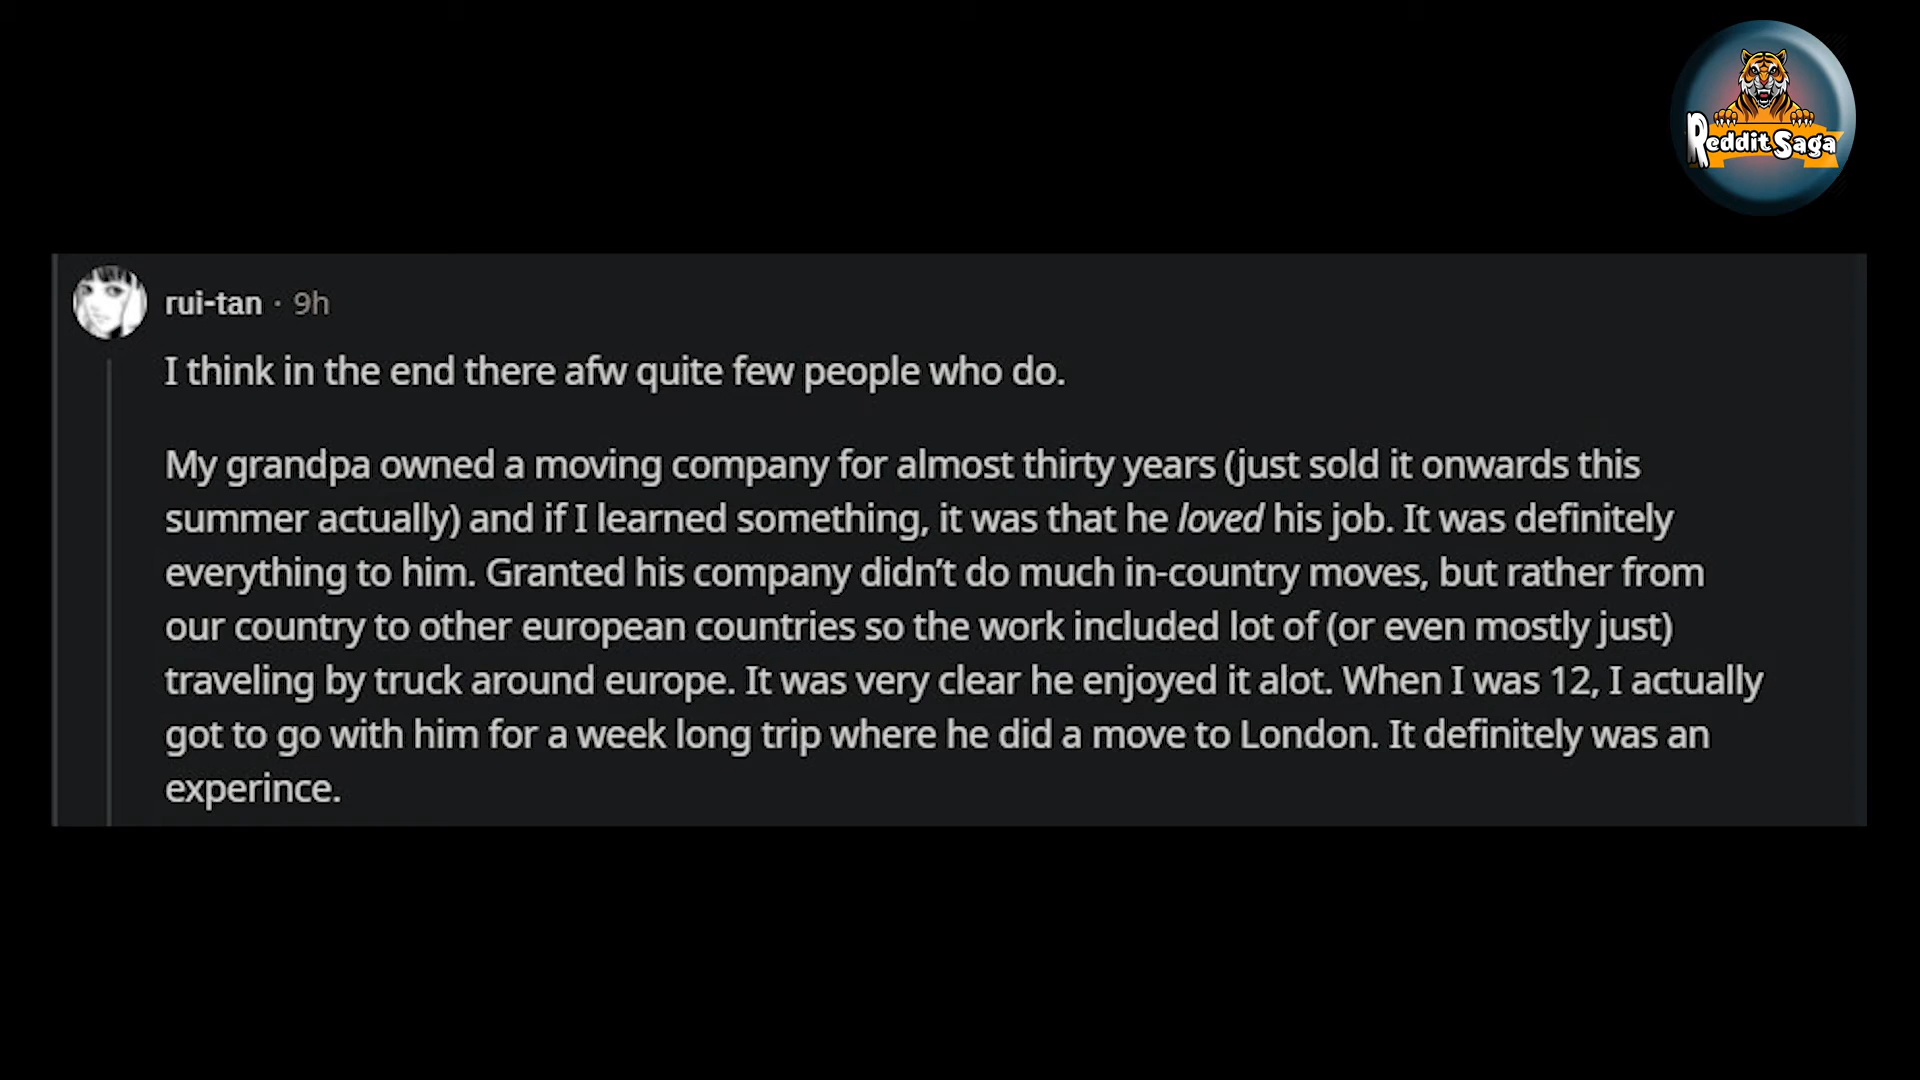 Reddit Saga
rui-tan · 9h
I think in the end there afw quite few people who do.
My grandpa owned a moving company for almost thirty years (just sold it onwards this
summer actually) and if I learned something, it was that he loved his job. It was definitely
everything to him. Granted his company didn't do much in-country moves, but rather from
our country to other european countries so the work included lot of (or even mostly just)
traveling by truck around europe. It was very clear he enjoyed it alot. When I was 12, I actually
got to go with him for a week long trip where he did a move to London. It definitely was an
experince.